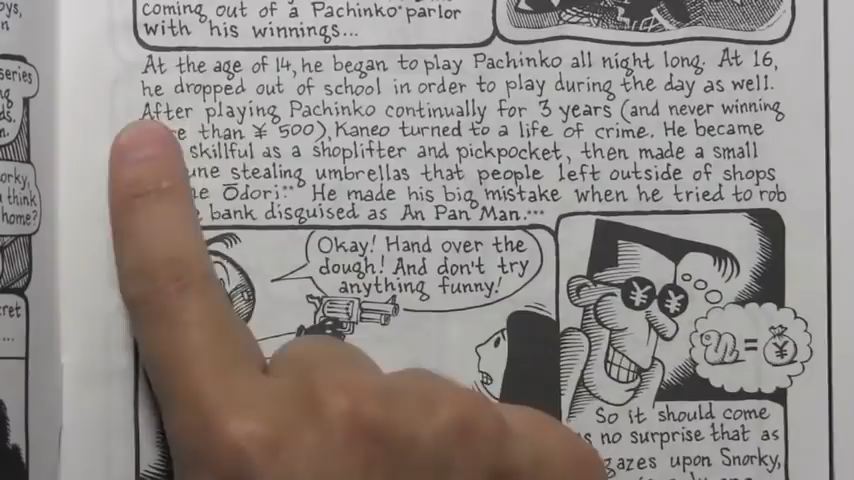 coming out of a Pachinko* parlor
with his winnings...
At the age of 14, he began to play Pachinko all night long. At 16,
he dropped out of school in order to play during the day as well.
After playing Pachinko continually for 3 years (and never winning
than ¥ 500), Kaneo turned to a life of crime. He became
skillful as a shoplifter and pickpocket, then made a small
stealing umbrellas that people left outside of shops
Ōdori.** He made his big mistake when he tried to rob
bank disguised as An Pan Man.***
Okay! Hand over the
dough! And don't try
anything funny!
¥ ¥
= ¥
So it should come
no surprise that as
gazes upon Snorky,
series
think
home?